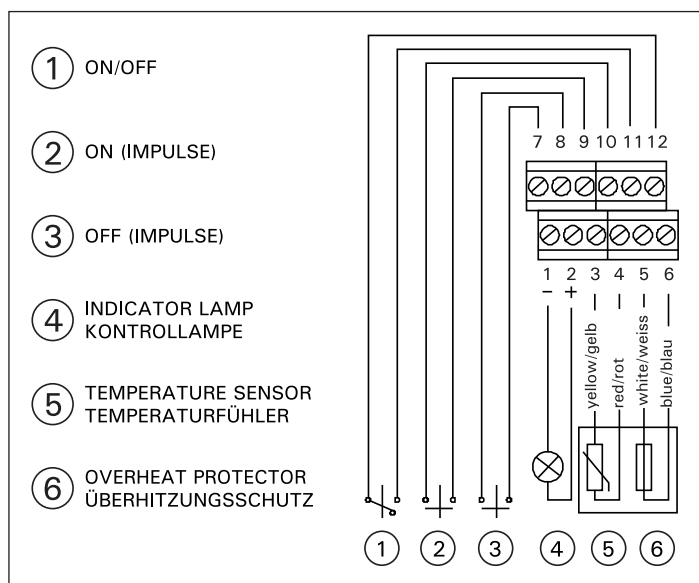 1 ON/OFF
2 ON (IMPULSE)
3 OFF (IMPULSE)
4 INDICATOR LAMP
KONTROLLAMPE
5 TEMPERATURE SENSOR
TEMPERATURFÜHLER
6 OVERHEAT PROTECTOR
ÜBERHITZUNGSSCHUTZ
7 8 9 10 11 12
1 2 3 4 5 6
− +
yellow/gelb
red/rot
white/weiss
blue/blau
1 2 3 4 5 6